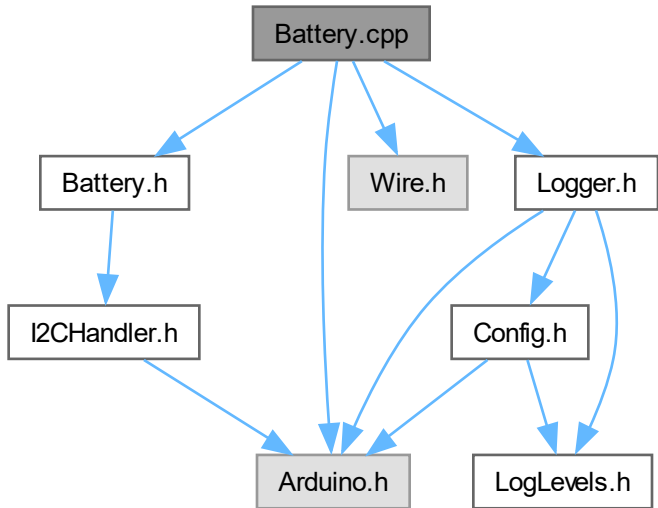 Battery.cpp
Battery.h
Wire.h
Logger.h
I2CHandler.h
Config.h
Arduino.h
LogLevels.h